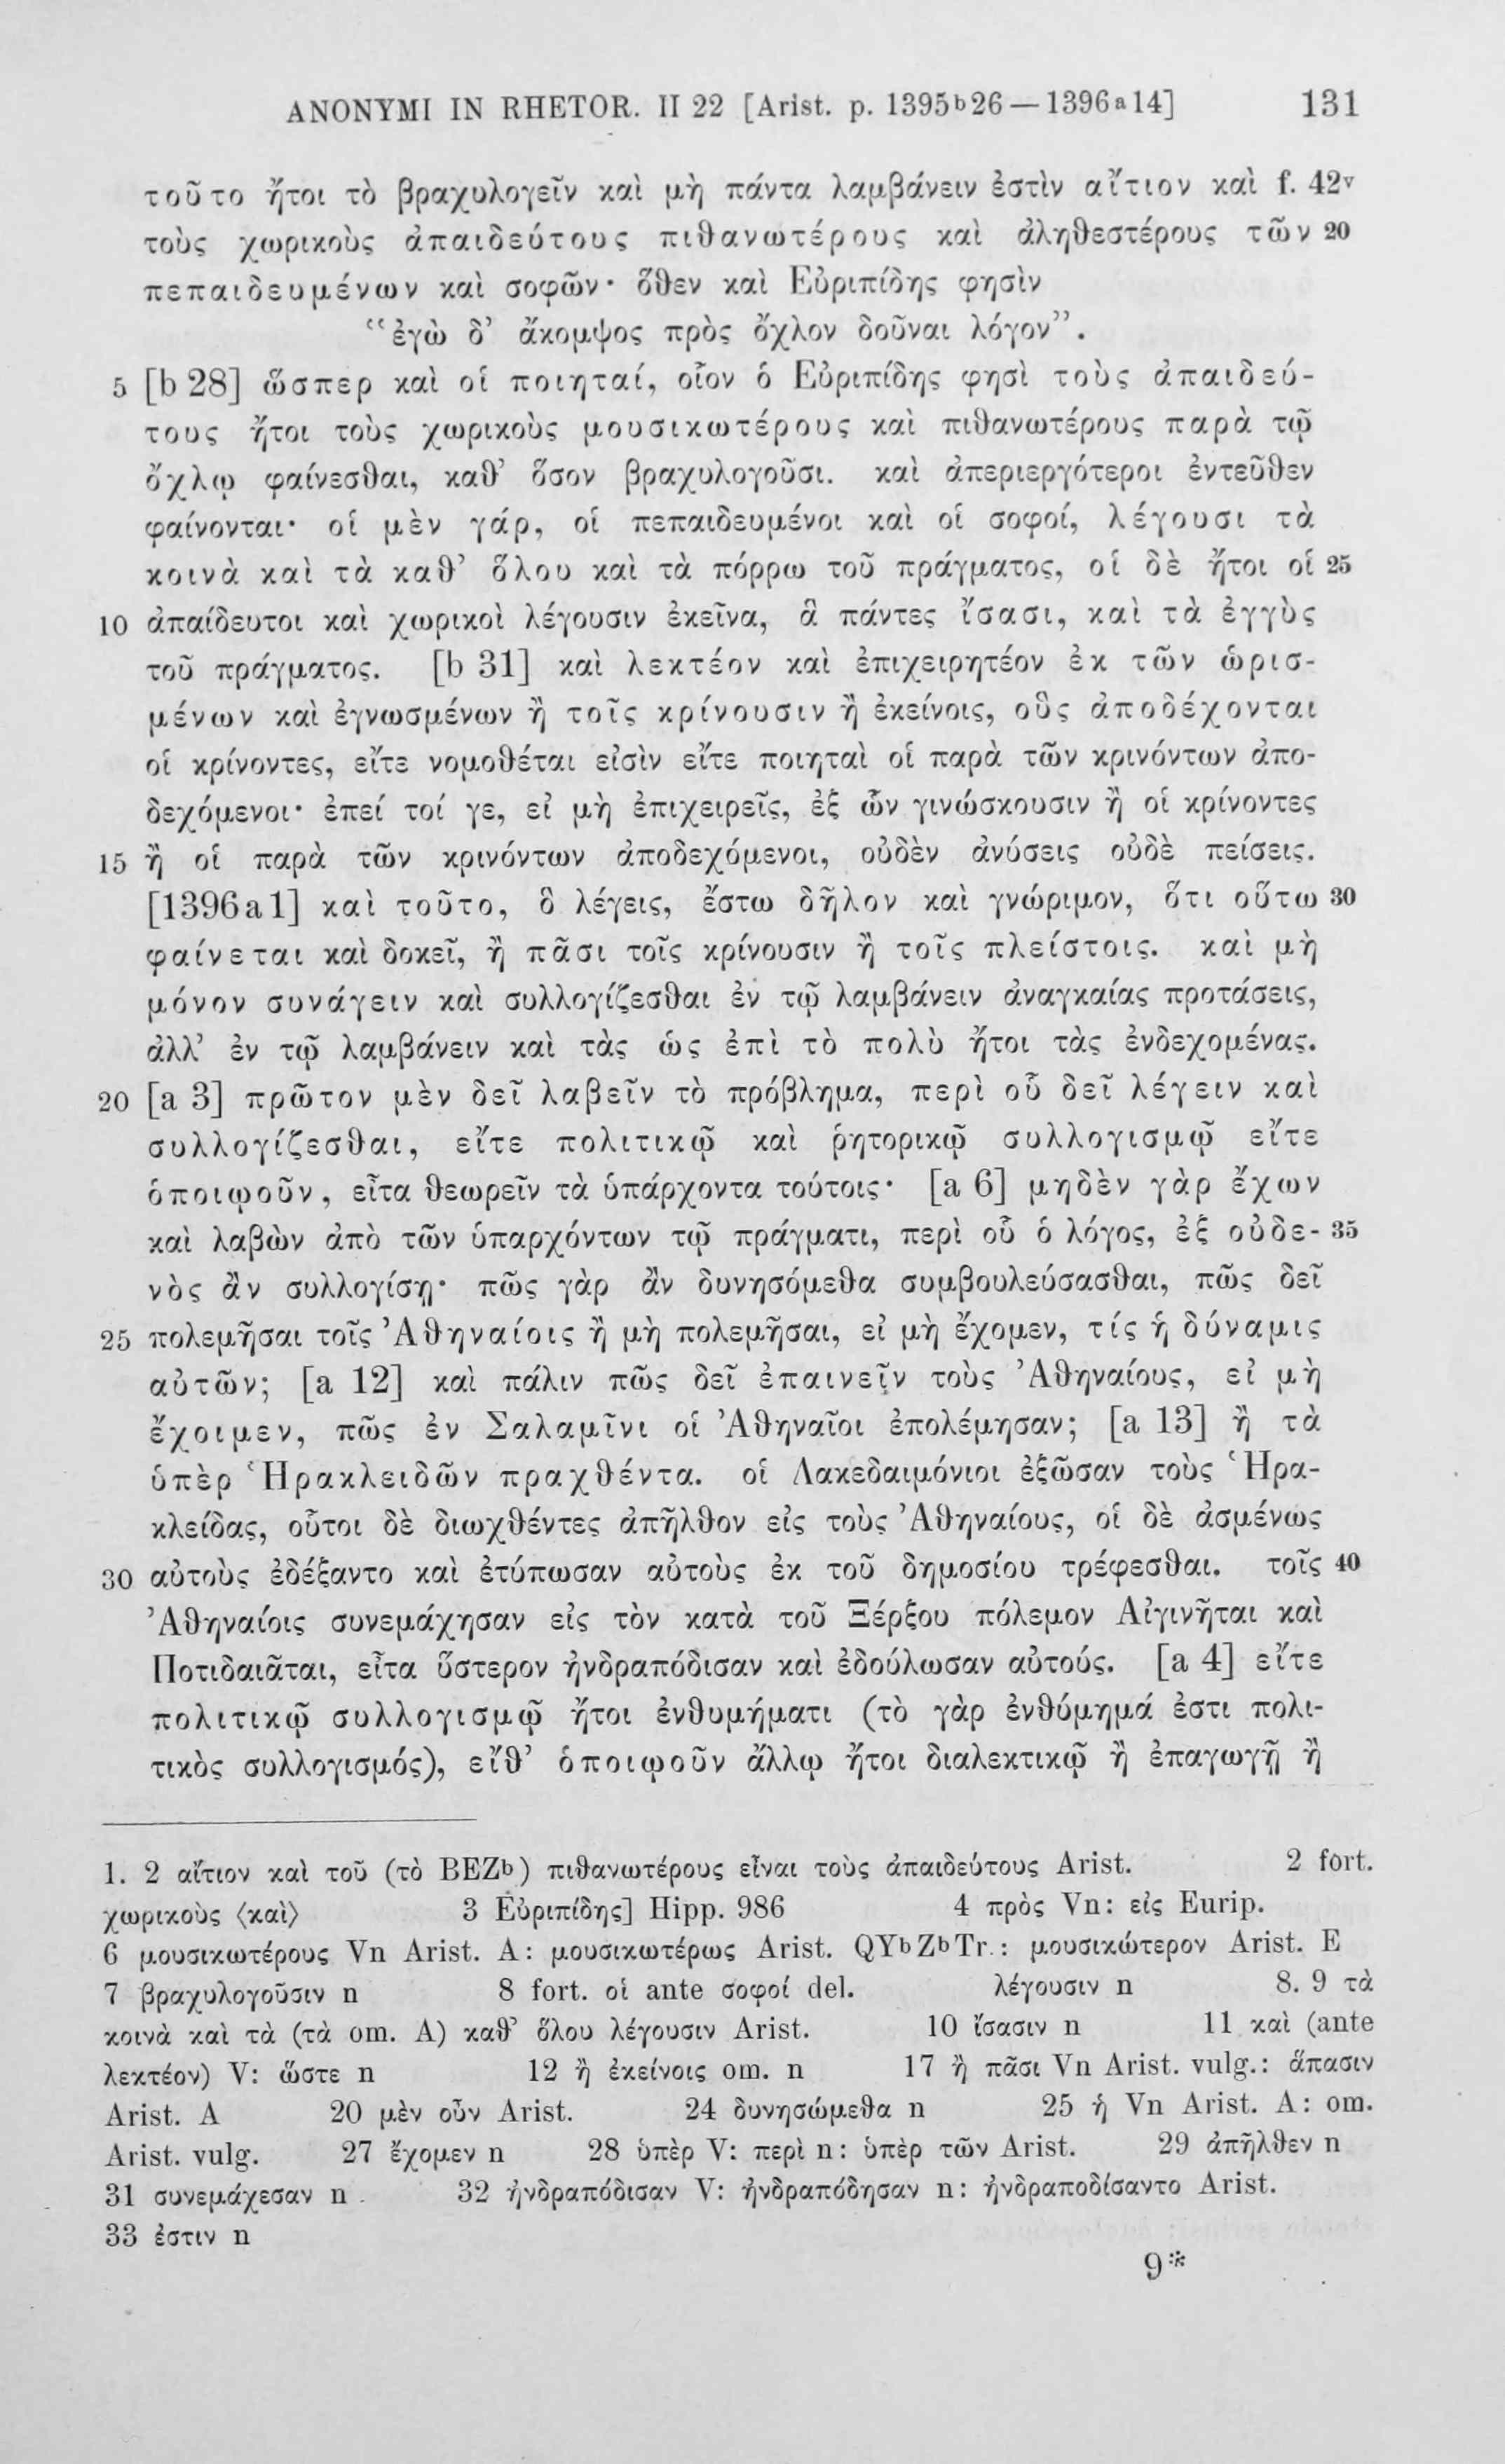 ANONYMI IN RHETOR. II 22 [Arist. p. 1395b26 — 1396a14] 131
τοῦτο ἤτοι τὸ βραχυλογεῖν καὶ μὴ πάντα λαμβάνειν ἐστὶν αἴτιον καὶ f. 42v
τοὺς χωρικοὺς ἀπαιδεύτους πιθανωτέρους καὶ ἀληθεστέρους τῶν 20
πεπαιδευμένων καὶ σοφῶν· ὅθεν καὶ Εὐριπίδης φησὶν
“ἐγὼ δ’ ἄκομψος πρὸς ὄχλον δοῦναι λόγον”.
5 [b 28] ὥσπερ καὶ οἱ ποιηταί, οἷον ὁ Εὐριπίδης φησὶ τοὺς ἀπαιδεύ-
τους ἤτοι τοὺς χωρικοὺς μουσικωτέρους καὶ πιθανωτέρους παρὰ τῷ
ὄχλῳ φαίνεσθαι, καθ’ ὅσον βραχυλογοῦσι. καὶ ἀπεριεργότεροι ἐντεῦθεν
φαίνονται· οἱ μὲν γάρ, οἱ πεπαιδευμένοι καὶ οἱ σοφοί, λέγουσι τὰ
κοινὰ καὶ τὰ καθ’ ὅλου καὶ τὰ πόρρω τοῦ πράγματος, οἱ δὲ ἤτοι οἱ 25
10 ἀπαίδευτοι καὶ χωρικοὶ λέγουσιν ἐκεῖνα, ἃ πάντες ἴσασι, καὶ τὰ ἐγγὺς
τοῦ πράγματος. [b 31] καὶ λεκτέον καὶ ἐπιχειρητέον ἐκ τῶν ὡρισ-
μένων καὶ ἐγνωσμένων ἢ τοῖς κρίνουσιν ἢ ἐκείνοις, οὓς ἀποδέχονται
οἱ κρίνοντες, εἴτε νομοθέται εἰσὶν εἴτε ποιηταὶ οἱ παρὰ τῶν κρινόντων ἀπο-
δεχόμενοι· ἐπεί τοί γε, εἰ μὴ ἐπιχειρεῖς, ἐξ ὧν γινώσκουσιν ἢ οἱ κρίνοντες
15 ἢ οἱ παρὰ τῶν κρινόντων ἀποδεχόμενοι, οὐδὲν ἀνύσεις οὐδὲ πείσεις.
[1396a1] καὶ τοῦτο, ὃ λέγεις, ἔστω δῆλον καὶ γνώριμον, ὅτι οὕτω 30
φαίνεται καὶ δοκεῖ, ἢ πᾶσι τοῖς κρίνουσιν ἢ τοῖς πλείστοις. καὶ μὴ
μόνον συνάγειν καὶ συλλογίζεσθαι ἐν τῷ λαμβάνειν ἀναγκαίας προτάσεις,
ἀλλ’ ἐν τῷ λαμβάνειν καὶ τὰς ὡς ἐπὶ τὸ πολὺ ἤτοι τὰς ἐνδεχομένας.
20 [a 3] πρῶτον μὲν δεῖ λαβεῖν τὸ πρόβλημα, περὶ οὗ δεῖ λέγειν καὶ
συλλογίζεσθαι, εἴτε πολιτικῷ καὶ ῥητορικῷ συλλογισμῷ εἴτε
ὁποιῳοῦν, εἶτα θεωρεῖν τὰ ὑπάρχοντα τούτοις· [a 6] μηδὲν γὰρ ἔχων
καὶ λαβὼν ἀπὸ τῶν ὑπαρχόντων τῷ πράγματι, περὶ οὗ ὁ λόγος, ἐξ οὐδε- 35
νὸς ἂν συλλογίσῃ· πῶς γὰρ ἂν δυνησόμεθα συμβουλεύσασθαι, πῶς δεῖ
25 πολεμῆσαι τοῖς Ἀθηναίοις ἢ μὴ πολεμῆσαι, εἰ μὴ ἔχομεν, τίς ἡ δύναμις
αὐτῶν; [a 12] καὶ πάλιν πῶς δεῖ ἐπαινεῖν τοὺς Ἀθηναίους, εἰ μὴ
ἔχοιμεν, πῶς ἐν Σαλαμῖνι οἱ Ἀθηναῖοι ἐπολέμησαν; [a 13] ἢ τὰ
ὑπὲρ Ἡρακλειδῶν πραχθέντα. οἱ Λακεδαιμόνιοι ἐξῶσαν τοὺς Ἡρα-
κλείδας, οὗτοι δὲ διωχθέντες ἀπῆλθον εἰς τοὺς Ἀθηναίους, οἱ δὲ ἀσμένως
30 αὐτοὺς ἐδέξαντο καὶ ἐτύπωσαν αὐτοὺς ἐκ τοῦ δημοσίου τρέφεσθαι. τοῖς 40
Ἀθηναίοις συνεμάχησαν εἰς τὸν κατὰ τοῦ Ξέρξου πόλεμον Αἰγινῆται καὶ
Ποτιδαιᾶται, εἶτα ὕστερον ἠνδραπόδισαν καὶ ἐδούλωσαν αὐτούς. [a 4] εἴτε
πολιτικῷ συλλογισμῷ ἤτοι ἐνθυμήματι (τὸ γὰρ ἐνθύμημά ἐστι πολι-
τικὸς συλλογισμός), εἴθ’ ὁποιῳοῦν ἄλλῳ ἤτοι διαλεκτικῷ ἢ ἐπαγωγῇ ἢ
1. 2 αἴτιον καὶ τοῦ (τὸ BEZb) πιθανωτέρους εἶναι τοὺς ἀπαιδεύτους Arist. 2 fort.
χωρικοὺς ⟨καὶ⟩ 3 Εὐριπίδης] Hipp. 986 4 πρὸς Vn: εἰς Eurip.
6 μουσικωτέρους Vn Arist. A: μουσικωτέρως Arist. QYbZbTr.: μουσικώτερον Arist. E
7 βραχυλογοῦσιν n 8 fort. οἱ ante σοφοί del. λέγουσιν n 8. 9 τὰ
κοινὰ καὶ τὰ (τὰ om. A) καθ’ ὅλου λέγουσιν Arist. 10 ἴσασιν n 11 καὶ (ante
λεκτέον) V: ὥστε n 12 ἢ ἐκείνοις om. n 17 ἢ πᾶσι Vn Arist. vulg.: ἅπασιν
Arist. A 20 μὲν οὖν Arist. 24 δυνησώμεθα n 25 ἡ Vn Arist. A: om.
Arist. vulg. 27 ἔχομεν n 28 ὑπὲρ V: περὶ n: ὑπὲρ τῶν Arist. 29 ἀπῆλθεν n
31 συνεμάχεσαν n 32 ἠνδραπόδισαν V: ἠνδραπόδησαν n: ἠνδραποδίσαντο Arist.
33 ἐστιν n
9*